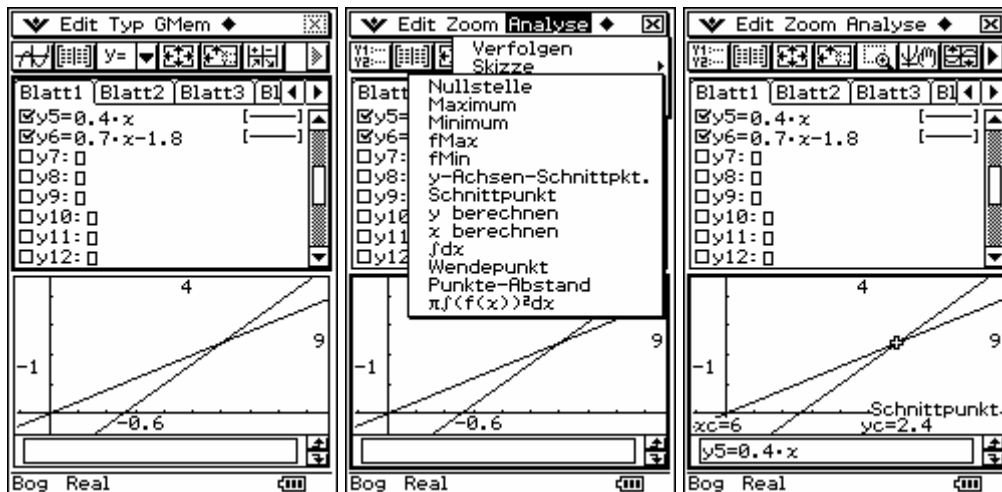 Edit Typ GMem
y=
Blatt1 Blatt2 Blatt3 Bl
y5=0.4·x [——]
y6=0.7·x-1.8 [——]
y7:
y8:
y9:
y10:
y11:
y12:
4
9
-1
-0.6
Bog Real
Edit Zoom Analyse
Y1:...
Y2:...
Verfolgen
Skizze
Nullstelle
Maximum
Minimum
fMax
fMin
y-Achsen-Schnittpkt.
Schnittpunkt
y berechnen
x berechnen
∫dx
Wendepunkt
Punkte-Abstand
π∫(f(x))²dx
Blatt
y5=
y6=
y7:
y8:
y9:
y10
y11
y12
9
-1
-0.6
Bog Real
Edit Zoom Analyse
Y1:...
Y2:...
Blatt1 Blatt2 Blatt3 Bl
y5=0.4·x [——]
y6=0.7·x-1.8 [——]
y7:
y8:
y9:
y10:
y11:
y12:
4
9
-1
Schnittpunkt
xc=6 yc=2.4
y5=0.4·x
Bog Real